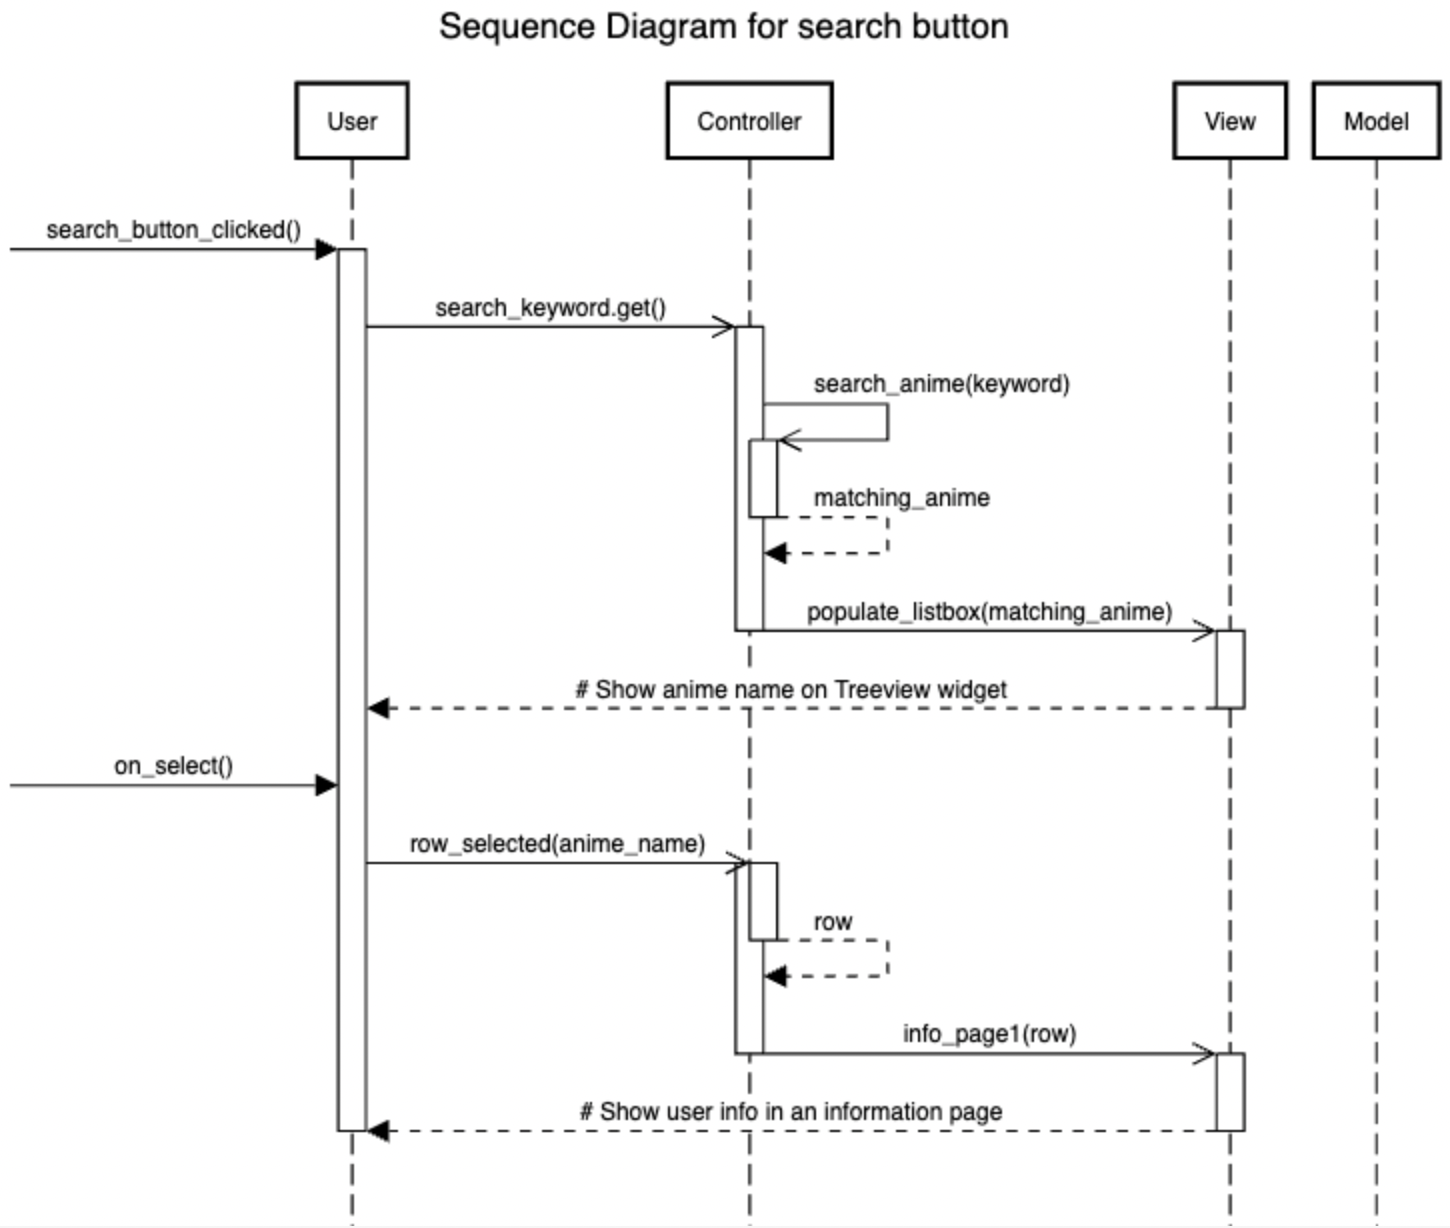 Sequence Diagram for search button
User
Controller
View
Model
search_button_clicked()
search_keyword.get()
search_anime(keyword)
matching_anime
populate_listbox(matching_anime)
# Show anime name on Treeview widget
on_select()
row_selected(anime_name)
row
info_page1(row)
# Show user info in an information page